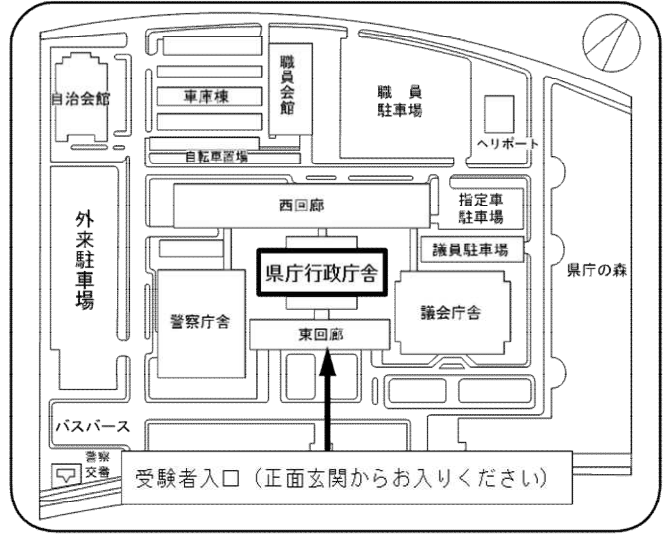 自治会館
車庫棟
職員会館
職員
駐車場
ヘリポート
自転車置場
西回廊
指定車
駐車場
外来駐車場
議員駐車場
県庁行政庁舎
県庁の森
警察庁舎
東回廊
議会庁舎
バスバース
警察
交番
受験者入口（正面玄関からお入りください）